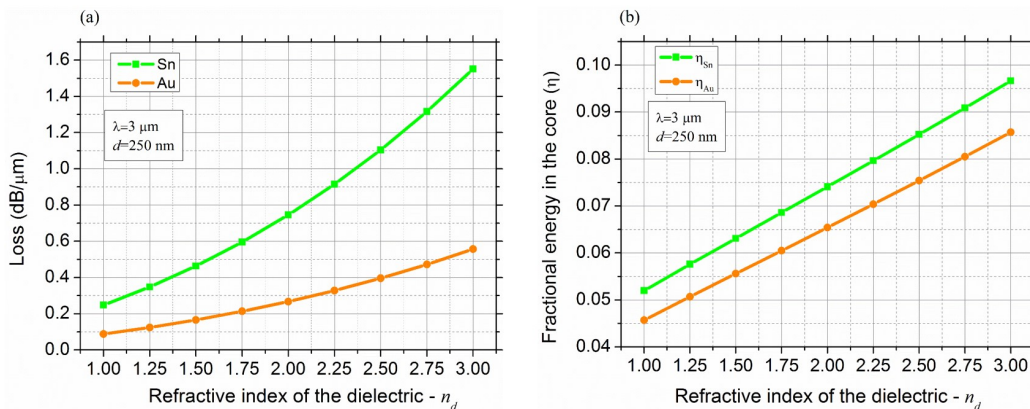 (a)
Loss (dB/μm)
1.6
1.4
1.2
1.0
0.8
0.6
0.4
0.2
0.0
Sn
Au
λ=3 μm
d=250 nm
1.00 1.25 1.50 1.75 2.00 2.25 2.50 2.75 3.00
Refractive index of the dielectric - n_d
(b)
Fractional energy in the core (η)
0.10
0.09
0.08
0.07
0.06
0.05
0.04
η_Sn
η_Au
λ=3 μm
d=250 nm
1.00 1.25 1.50 1.75 2.00 2.25 2.50 2.75 3.00
Refractive index of the dielectric - n_d